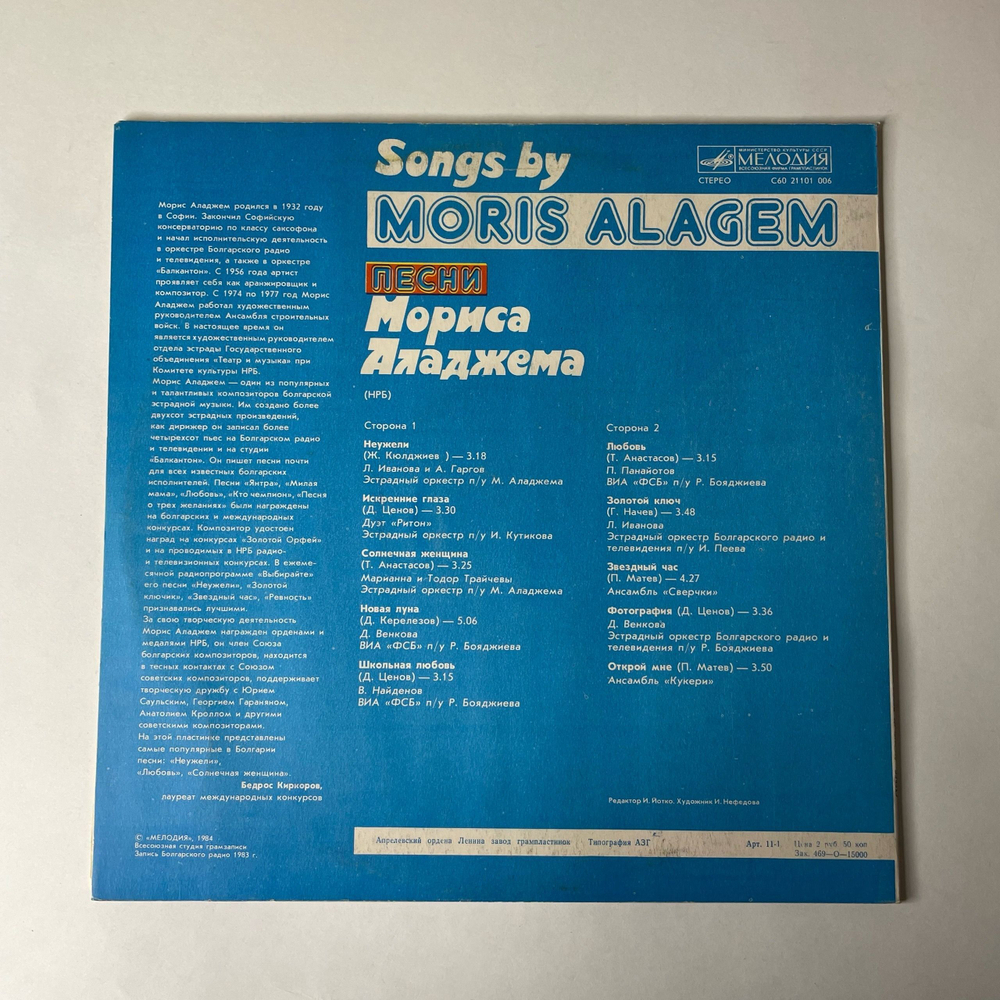 Songs by
MORIS ALAGEM
ПЕСНИ
Мориса
Аладжема
(НРБ)
МИНИСТЕРСТВО КУЛЬТУРЫ СССР
МЕЛОДИЯ
ВСЕСОЮЗНАЯ ФИРМА ГРАМПЛАСТИНОК
СТЕРЕО С60 21101 006
Морис Аладжем родился в 1932 году
в Софии. Закончил Софийскую
консерваторию по классу саксофона
и начал исполнительскую деятельность
в оркестре Болгарского радио
и телевидения, а также в оркестре
«Балкантон». С 1956 года артист
проявляет себя как аранжировщик и
композитор. С 1974 по 1977 год Морис
Аладжем работал художественным
руководителем Ансамбля строительных
войск. В настоящее время он
является художественным руководителем
отдела эстрады Государственного
объединения «Театр и музыка» при
Комитете культуры НРБ.
Морис Аладжем — один из популярных
и талантливых композиторов болгарской
эстрадной музыки. Им создано более
двухсот эстрадных произведений,
как дирижер он записал более
четырехсот пьес на Болгарском радио
и телевидении и на студии
«Балкантон». Он пишет песни почти
для всех известных болгарских
исполнителей. Песни «Янтра», «Милая
мама», «Любовь», «Кто чемпион», «Песня
о трех желаниях» были награждены
на болгарских и международных
конкурсах. Композитор удостоен
наград на конкурсах «Золотой Орфей»
и на проводимых в НРБ радио-
и телевизионных конкурсах. В ежеме-
сячной радиопрограмме «Выбирайте»
его песни «Неужели», «Золотой
ключик», «Звездный час», «Ревность»
признавались лучшими.
За свою творческую деятельность
Морис Аладжем награжден орденами и
медалями НРБ, он член Союза
болгарских композиторов, находится
в тесных контактах с Союзом
советских композиторов, поддерживает
творческую дружбу с Юрием
Саульским, Георгием Гараняном,
Анатолием Кроллом и другими
советскими композиторами.
На этой пластинке представлены
самые популярные в Болгарии
песни: «Неужели»,
«Любовь», «Солнечная женщина».
Бедрос Киркоров,
лауреат международных конкурсов
Сторона 1
Неужели
(Ж. Кюлджиев ) — 3.18
Л. Иванова и А. Гаргов
Эстрадный оркестр п/у М. Аладжема
Искренние глаза
(Д. Ценов) — 3.30
Дуэт «Ритон»
Эстрадный оркестр п/у И. Кутикова
Солнечная женщина
(Т. Анастасов) — 3.25
Марианна и Тодор Трайчевы
Эстрадный оркестр п/у М. Аладжема
Новая луна
(Д. Керелезов) — 5.06
Д. Венкова
ВИА «ФСБ» п/у Р. Бояджиева
Школьная любовь
(Д. Ценов) — 3.15
В. Найденов
ВИА «ФСБ» п/у Р. Бояджиева
Сторона 2
Любовь
(Т. Анастасов) — 3.15
П. Панайотов
ВИА «ФСБ» п/у Р. Бояджиева
Золотой ключ
(Г. Начев) — 3.48
Л. Иванова
Эстрадный оркестр Болгарского радио и
телевидения п/у И. Пеева
Звездный час
(П. Матев) — 4.27
Ансамбль «Сверчки»
Фотография (Д. Ценов) — 3.36
Д. Венкова
Эстрадный оркестр Болгарского радио и
телевидения п/у Р. Бояджиева
Открой мне (П. Матев) — 3.50
Ансамбль «Кукери»
Редактор И. Йотко. Художник И. Нефедова
© «МЕЛОДИЯ», 1984
Всесоюзная студия грамзаписи
Запись Болгарского радио 1983 г.
Апрелевский ордена Ленина завод грампластинок Типография АЗГ Арт. 11-1 Цена 2 руб 50 коп
Зак. 469—О—15000